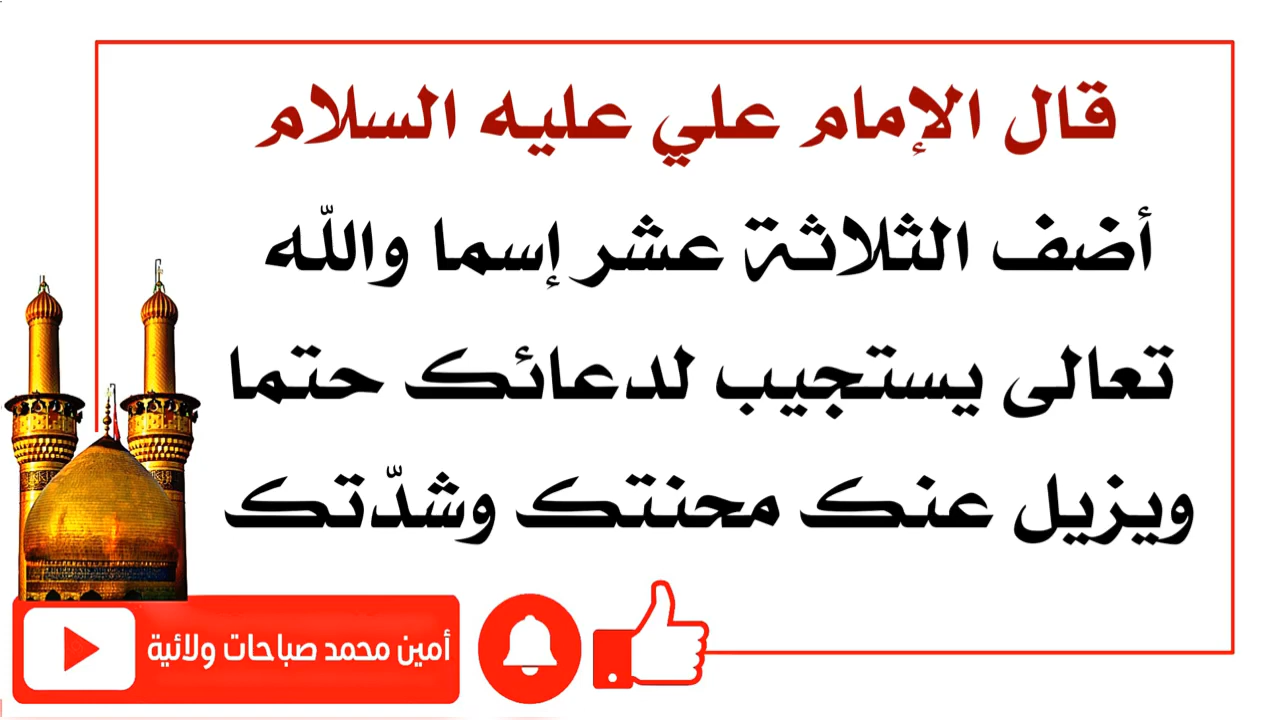 قال الإمام علي عليه السلام
أضف الثلاثة عشر إسما والله
تعالى يستجيب لدعائك حتما
ويزيل عنك محنتك وشدّتك
أمين محمد صباحات ولائية